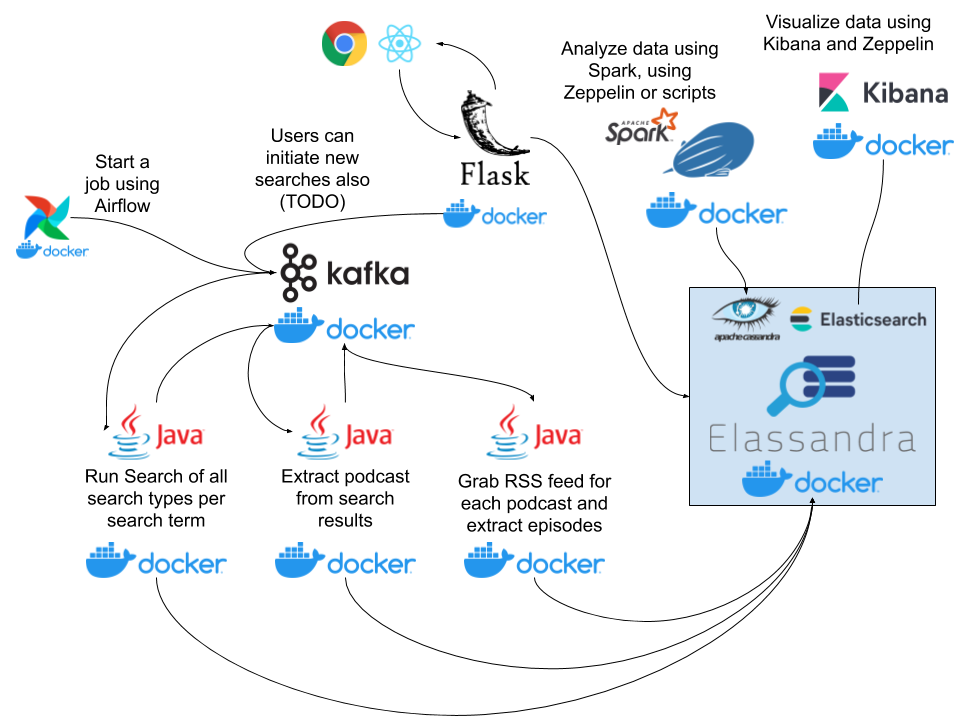 Visualize data using
Kibana and Zeppelin
Kibana
docker
Analyze data using
Spark, using
Zeppelin or scripts
APACHE
Spark
docker
Flask
docker
Users can
initiate new
searches also
(TODO)
Start a
job using
Airflow
docker
kafka
docker
apache cassandra
Elasticsearch
Elassandra
docker
Java
Run Search of all
search types per
search term
docker
Java
Extract podcast
from search
results
docker
Java
Grab RSS feed for
each podcast and
extract episodes
docker